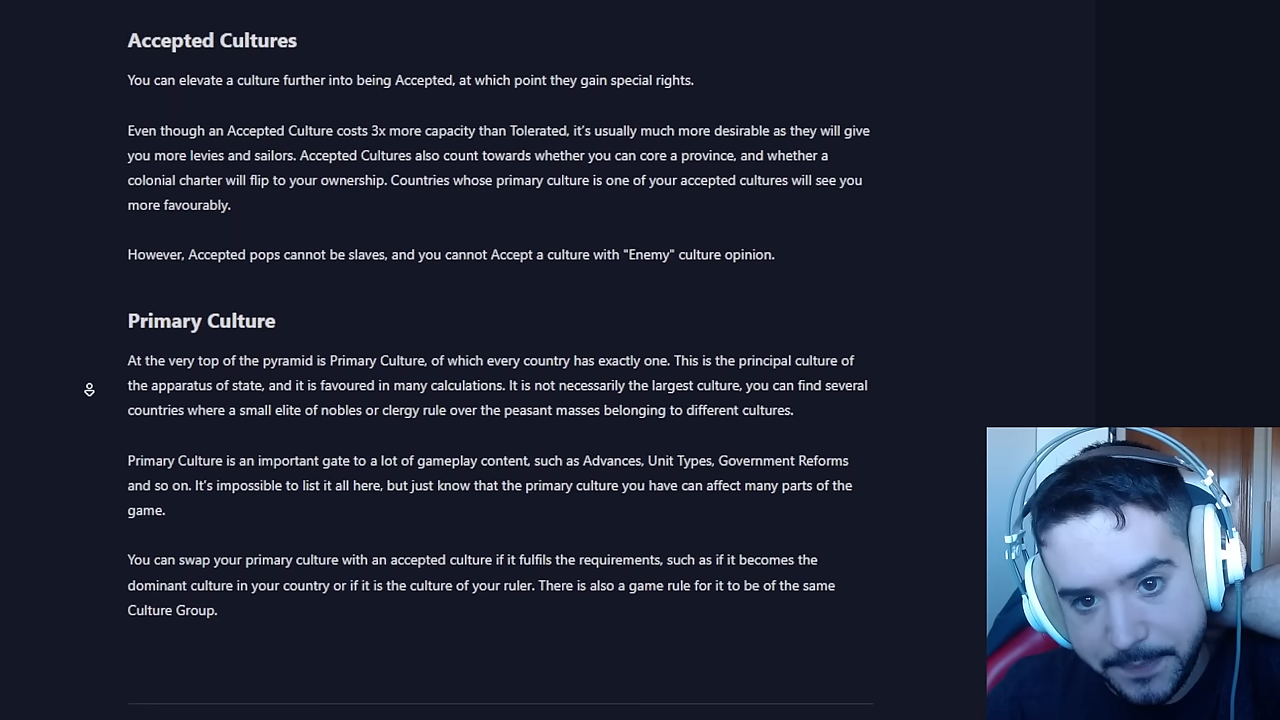 Accepted Cultures
You can elevate a culture further into being Accepted, at which point they gain special rights.
Even though an Accepted Culture costs 3x more capacity than Tolerated, it’s usually much more desirable as they will give
you more levies and sailors. Accepted Cultures also count towards whether you can core a province, and whether a
colonial charter will flip to your ownership. Countries whose primary culture is one of your accepted cultures will see you
more favourably.
However, Accepted pops cannot be slaves, and you cannot Accept a culture with "Enemy" culture opinion.
Primary Culture
At the very top of the pyramid is Primary Culture, of which every country has exactly one. This is the principal culture of
the apparatus of state, and it is favoured in many calculations. It is not necessarily the largest culture, you can find several
countries where a small elite of nobles or clergy rule over the peasant masses belonging to different cultures.
Primary Culture is an important gate to a lot of gameplay content, such as Advances, Unit Types, Government Reforms
and so on. It’s impossible to list it all here, but just know that the primary culture you have can affect many parts of the
game.
You can swap your primary culture with an accepted culture if it fulfils the requirements, such as if it becomes the
dominant culture in your country or if it is the culture of your ruler. There is also a game rule for it to be of the same
Culture Group.